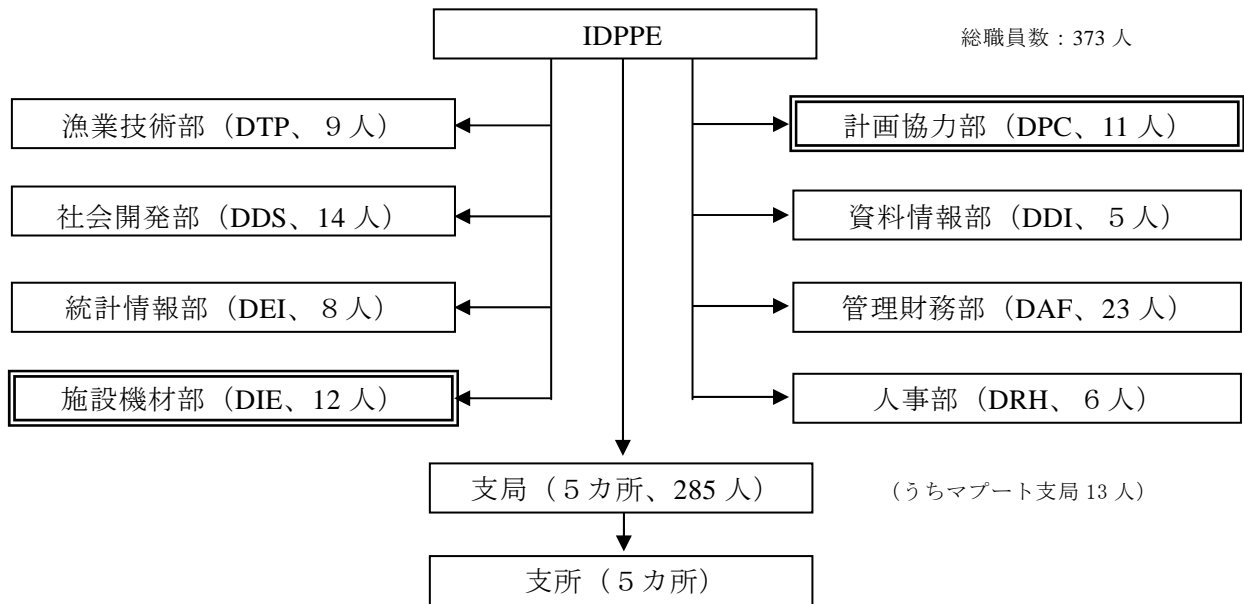 IDPPE
総職員数：373 人
漁業技術部（DTP、９人）
計画協力部（DPC、11 人）
社会開発部（DDS、14 人）
資料情報部（DDI、５人）
統計情報部（DEI、８人）
管理財務部（DAF、23 人）
施設機材部（DIE、12 人）
人事部（DRH、６人）
支局（５カ所、285 人）
（うちマプート支局 13 人）
支所（５カ所）